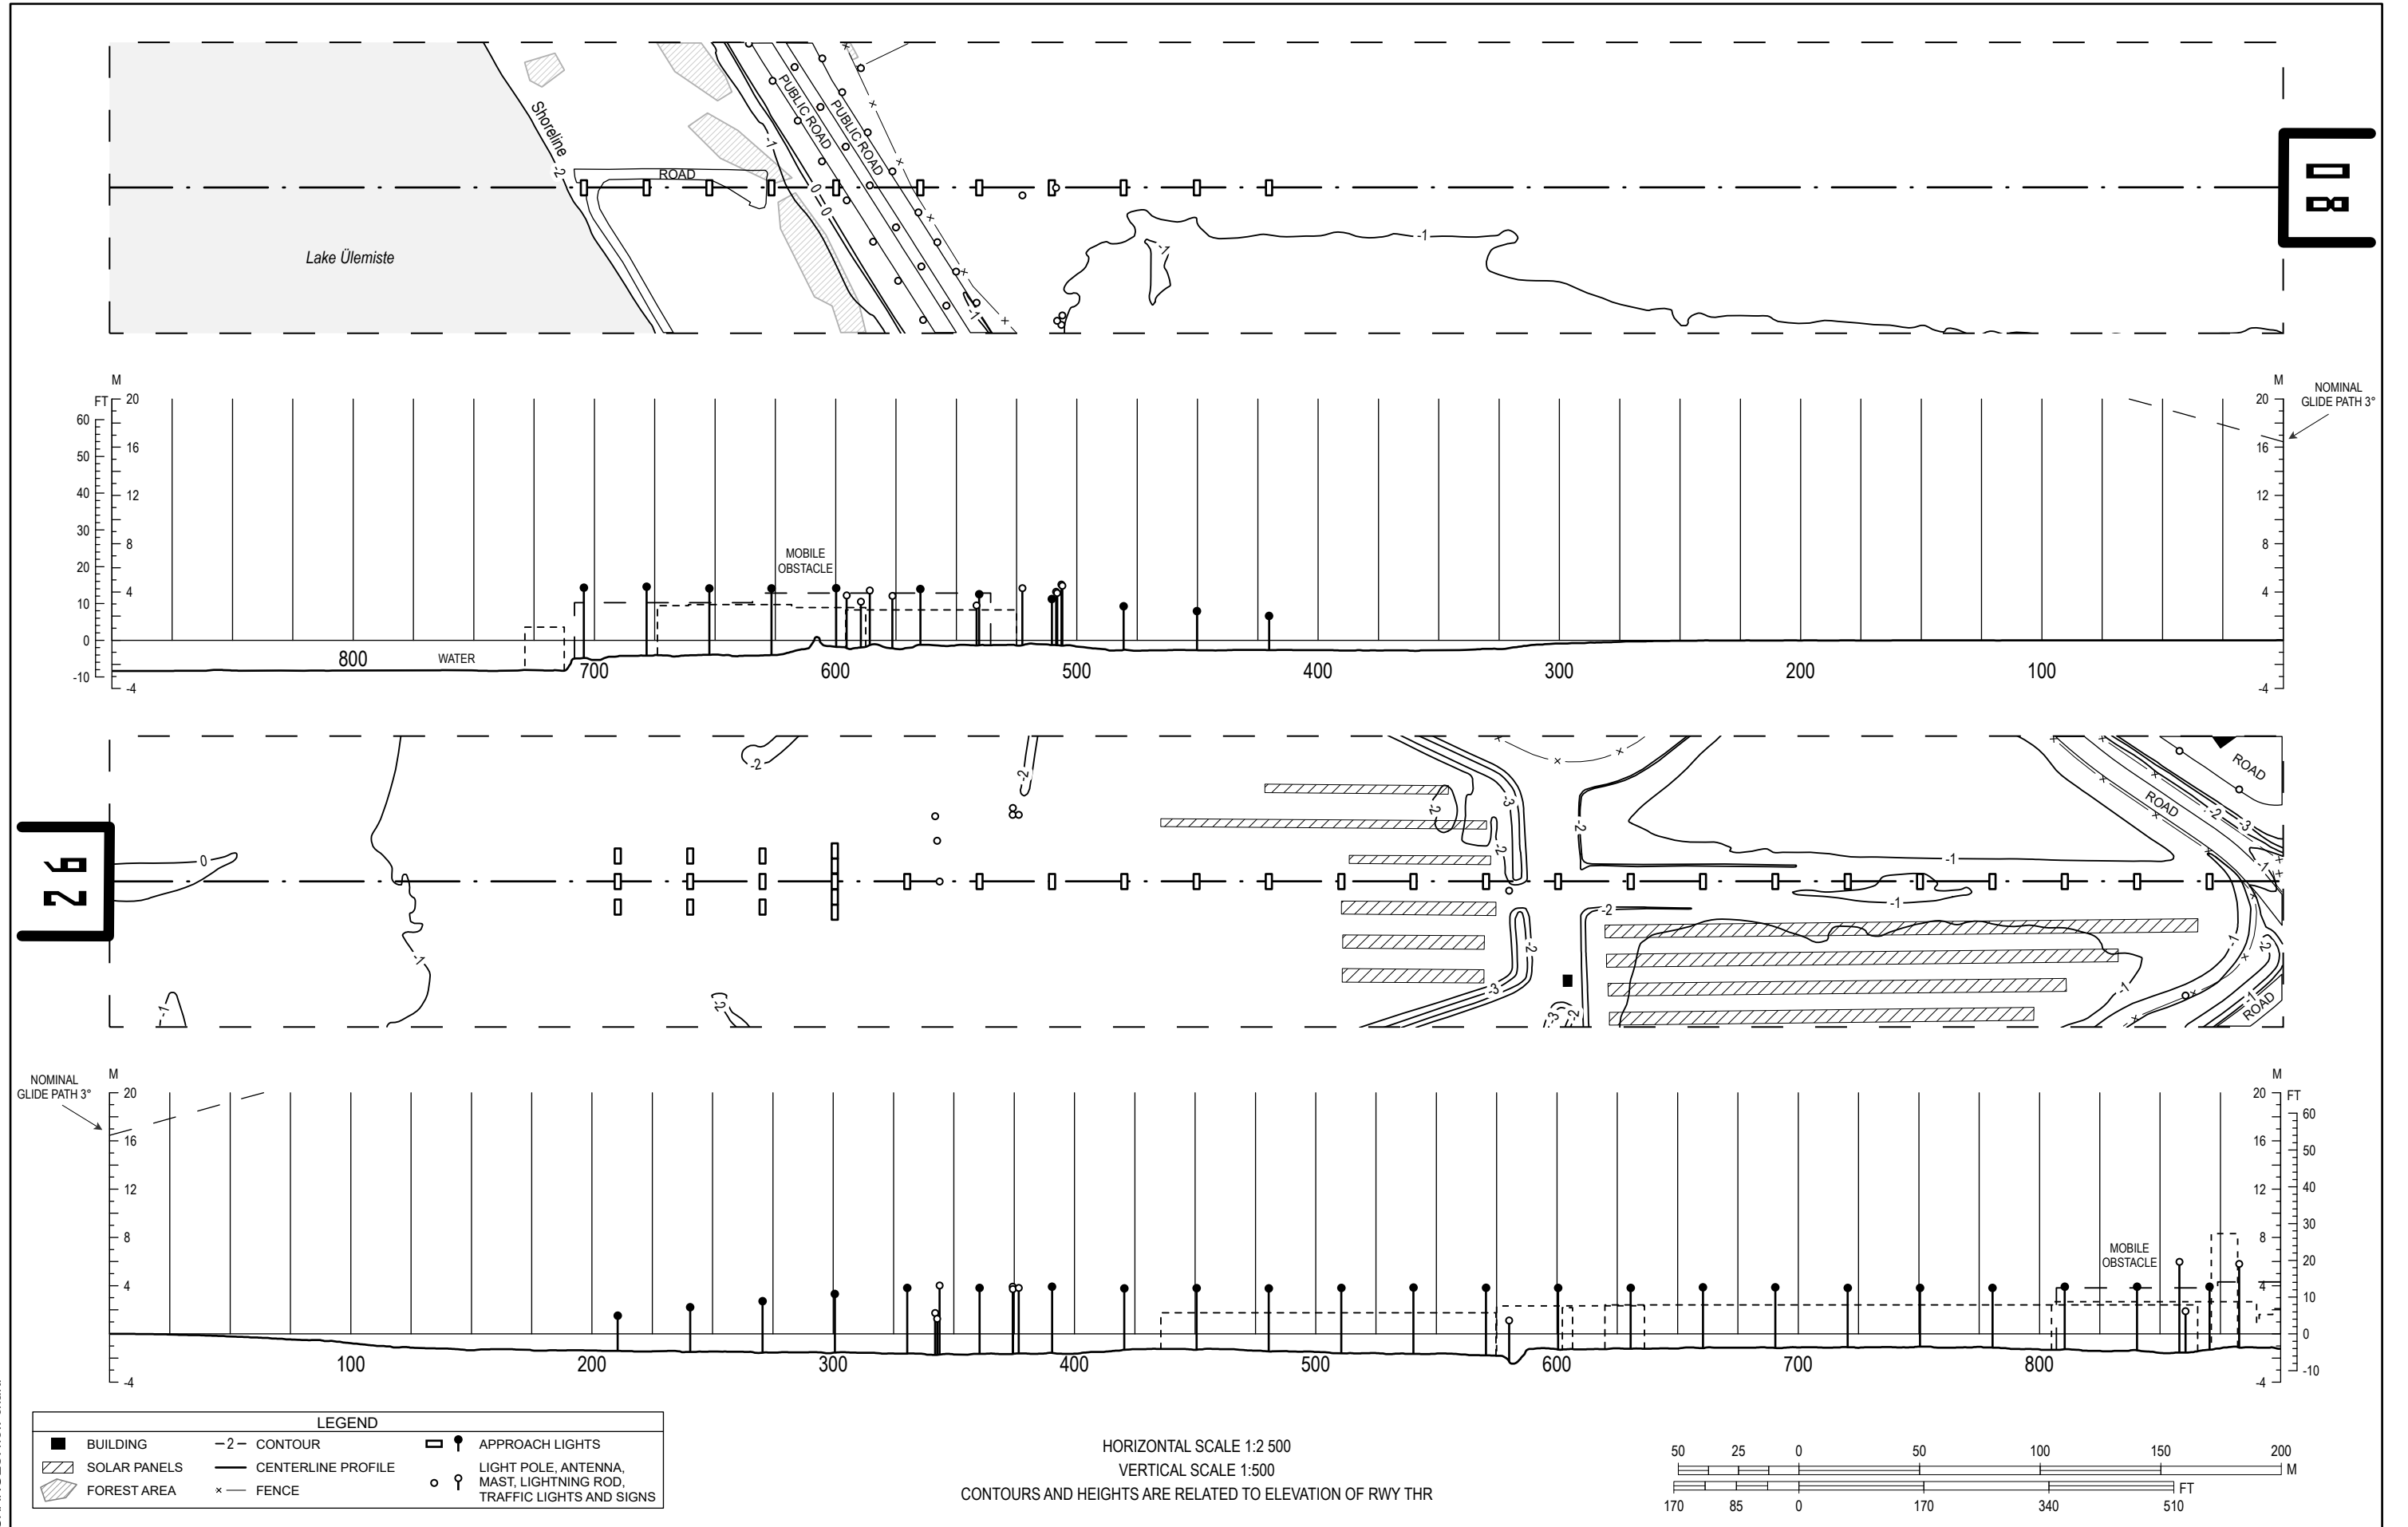 Shoreline
-2
ROAD
-1
0
0
PUBLIC ROAD
PUBLIC ROAD
-1
-1
-1
Lake Ülemiste
08
M
FT
20
60
16
50
12
40
30
8
20
4
10
0
-10
-4
MOBILE
OBSTACLE
WATER
800
700
600
500
400
300
200
100
M
20
16
12
8
4
-4
NOMINAL
GLIDE PATH 3°
26
0
-1
-1
-2
-2
-2
-3
-2
-2
-2
-2
-3
-2
-3
-2
-1
-1
-1
-1
ROAD
ROAD
-2
-3
-1
-2
-1
ROAD
NOMINAL
GLIDE PATH 3°
M
20
16
12
8
4
-4
100
200
300
400
500
600
700
800
MOBILE
OBSTACLE
M
FT
20
60
16
50
12
40
30
8
20
4
10
0
-4
-10
LEGEND
BUILDING
-2- CONTOUR
APPROACH LIGHTS
SOLAR PANELS
CENTERLINE PROFILE
LIGHT POLE, ANTENNA,
MAST, LIGHTNING ROD,
TRAFFIC LIGHTS AND SIGNS
FOREST AREA
FENCE
HORIZONTAL SCALE 1:2 500
VERTICAL SCALE 1:500
CONTOURS AND HEIGHTS ARE RELATED TO ELEVATION OF RWY THR
50 25 0 50 100 150 200
M
FT
170 85 0 170 340 510